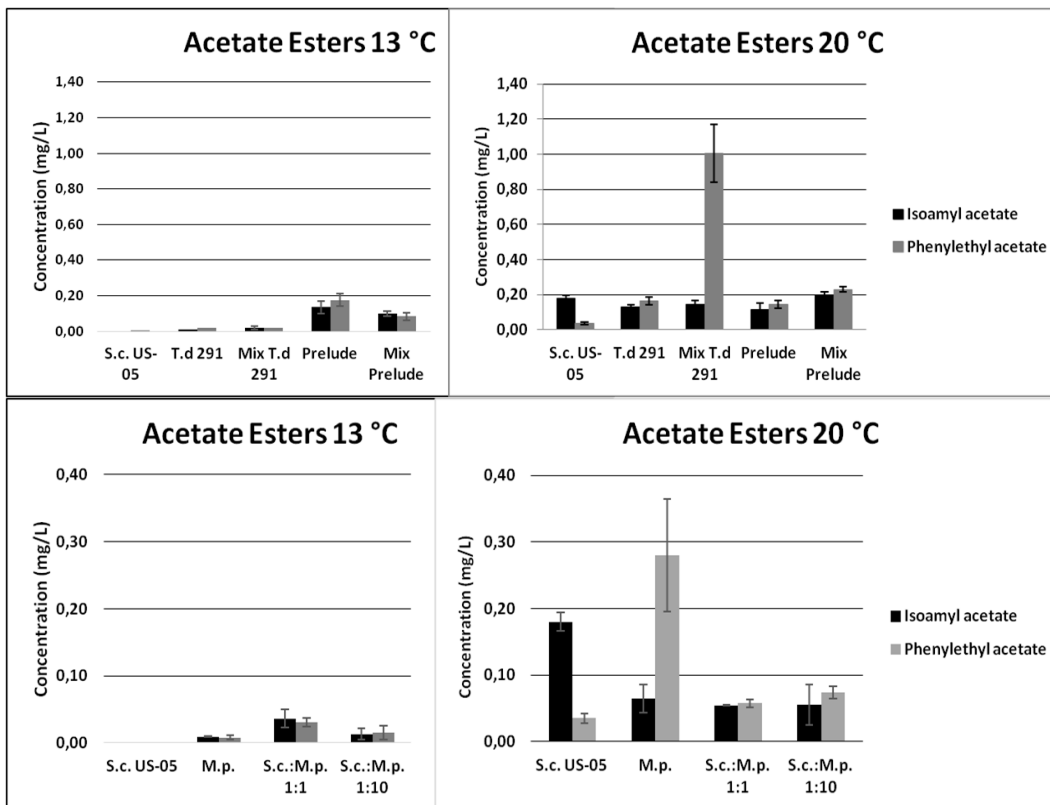 Acetate Esters 13 °C
Concentration (mg/L)
1,40
1,20
1,00
0,80
0,60
0,40
0,20
0,00
S.c. US-05
T.d 291
Mix T.d 291
Prelude
Mix Prelude
Acetate Esters 20 °C
Concentration (mg/L)
1,40
1,20
1,00
0,80
0,60
0,40
0,20
0,00
S.c. US-05
T.d 291
Mix T.d 291
Prelude
Mix Prelude
Isoamyl acetate
Phenylethyl acetate
Acetate Esters 13 °C
Concentration (mg/L)
0,40
0,30
0,20
0,10
0,00
S.c. US-05
M.p.
S.c.:M.p. 1:1
S.c.:M.p. 1:10
Acetate Esters 20 °C
Concentration (mg/L)
0,40
0,30
0,20
0,10
0,00
S.c. US-05
M.p.
S.c.:M.p. 1:1
S.c.:M.p. 1:10
Isoamyl acetate
Phenylethyl acetate